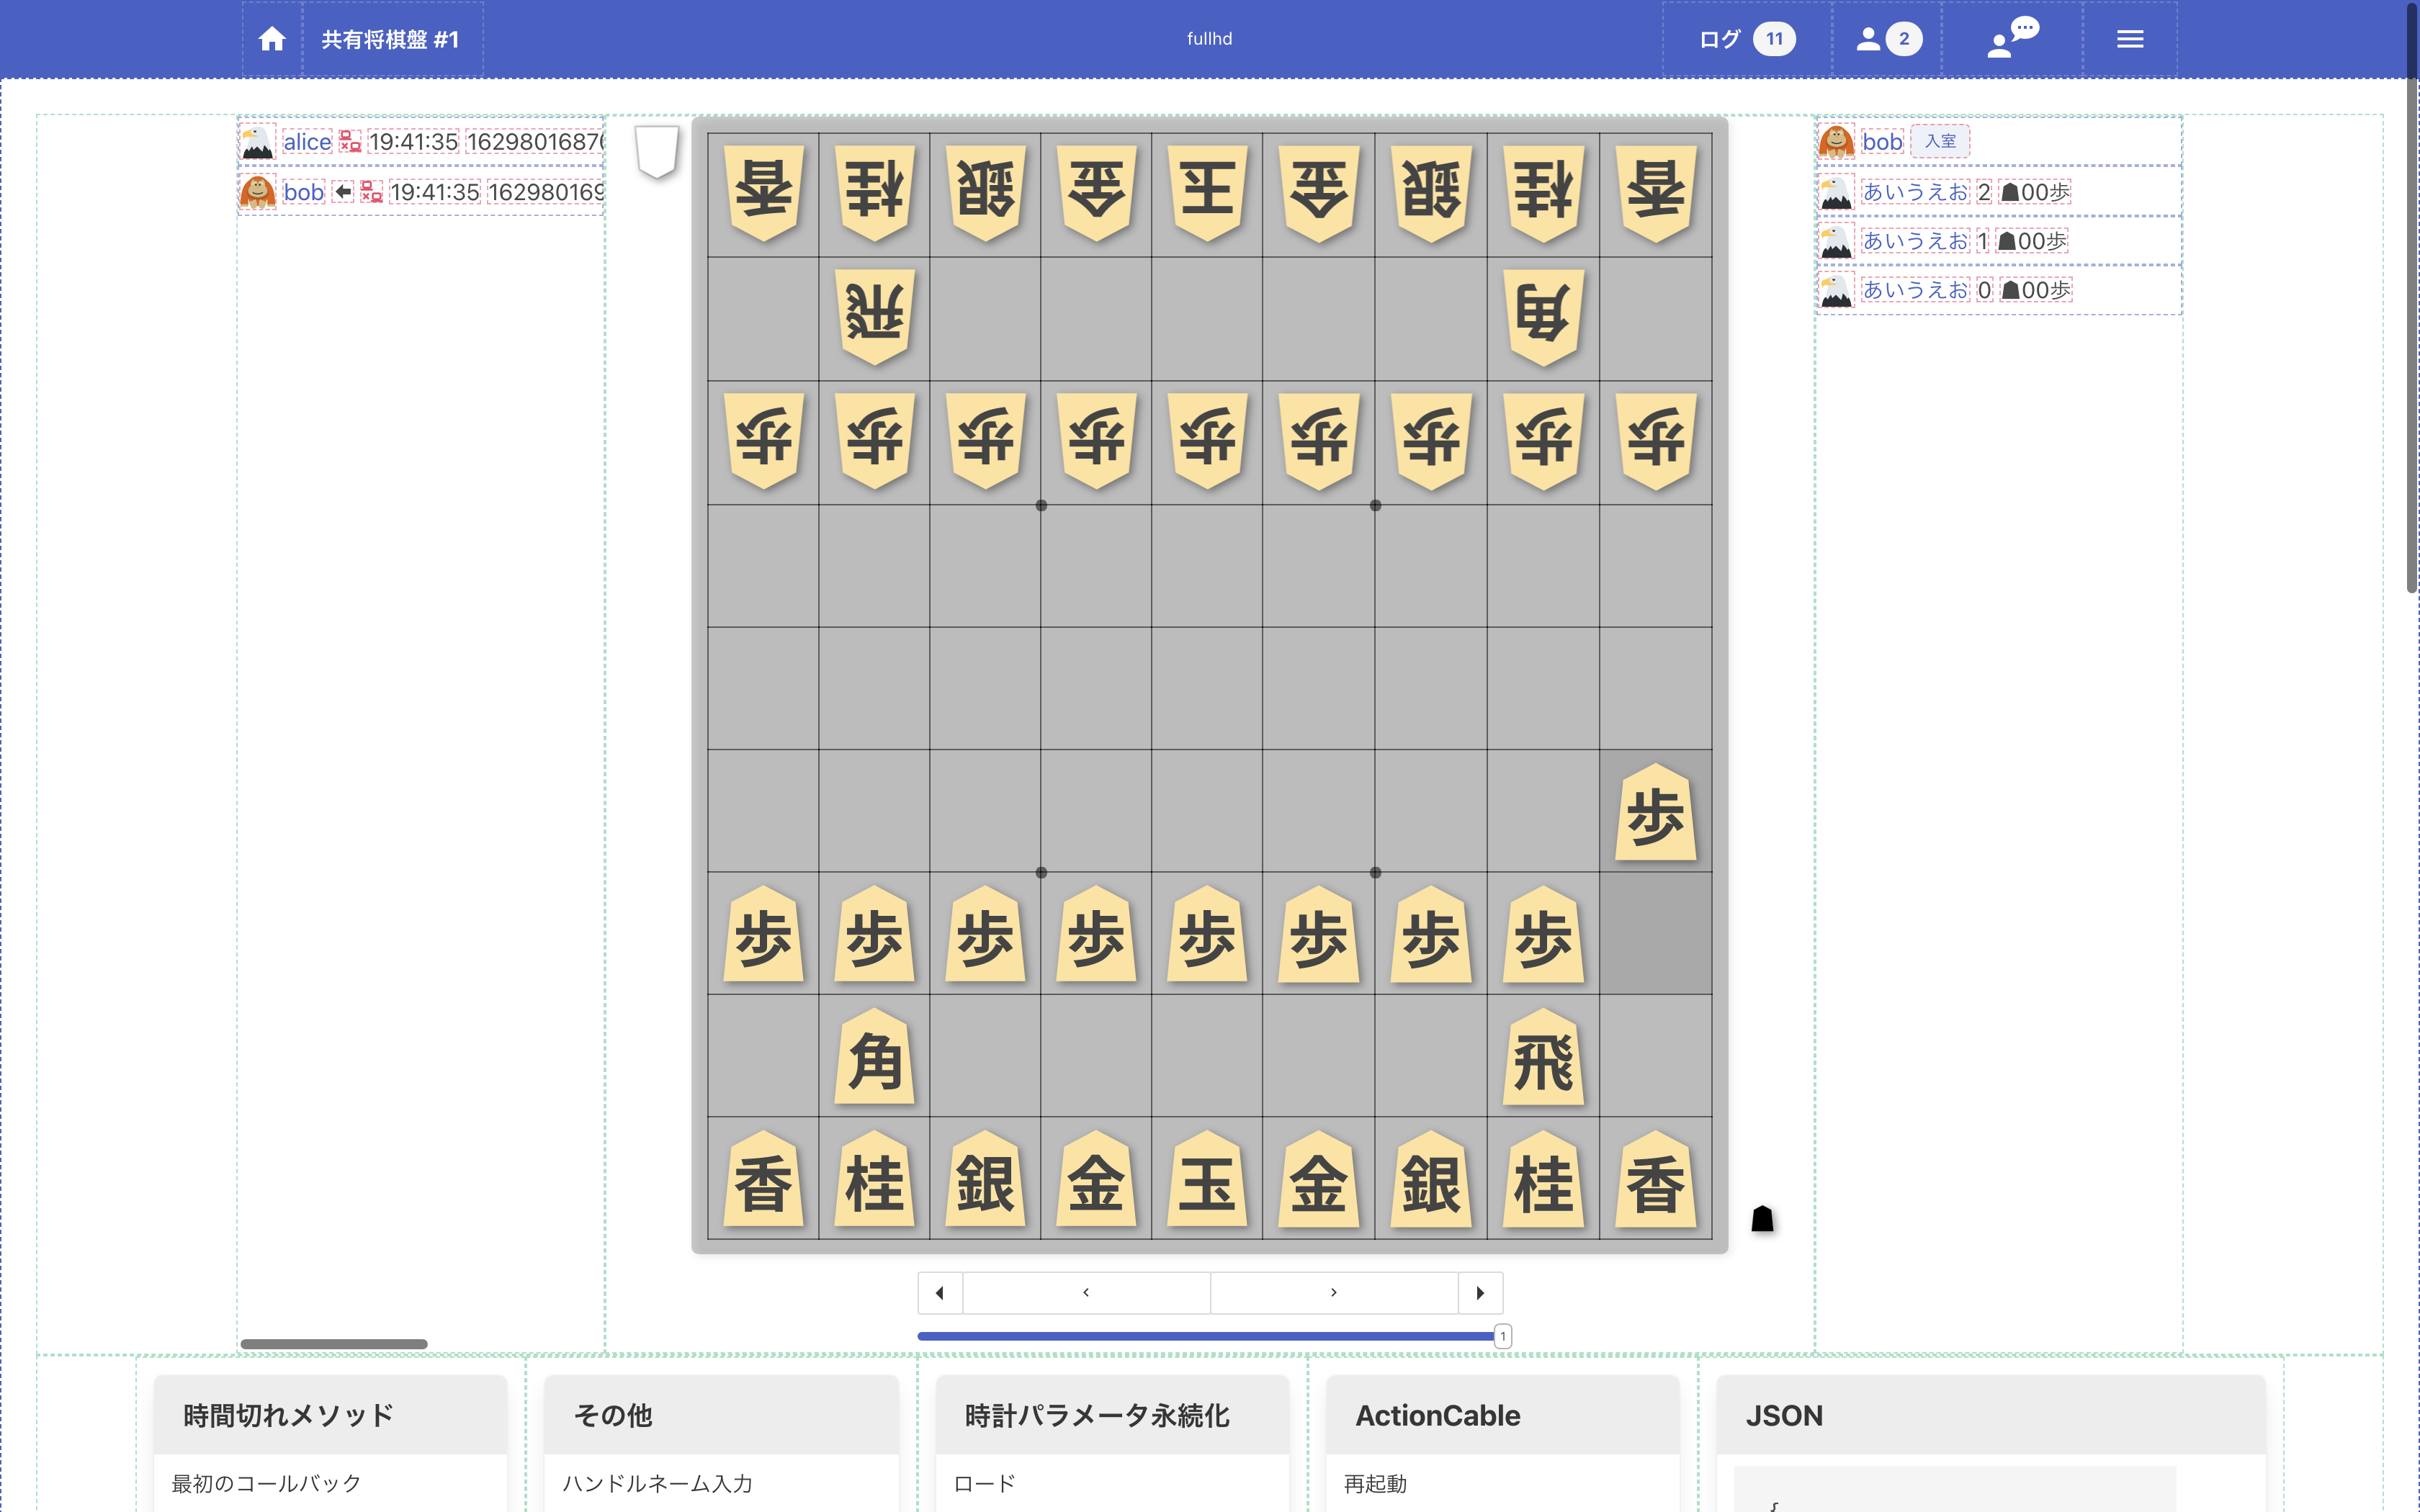 共有将棋盤 #1
fullhd
ログ 11
2
alice 19:41:35
bob 19:41:35
bob 入室
あいうえお 2 ☗00歩
あいうえお 1 ☗00歩
あいうえお 0 ☗00歩
香 桂 銀 金 玉 金 銀 桂 香
飛 角
歩 歩 歩 歩 歩 歩 歩 歩 歩
歩
歩 歩 歩 歩 歩 歩 歩 歩
角 飛
香 桂 銀 金 玉 金 銀 桂 香
1
時間切れメソッド
最初のコールバック
その他
ハンドルネーム入力
時計パラメータ永続化
ロード
ActionCable
再起動
JSON